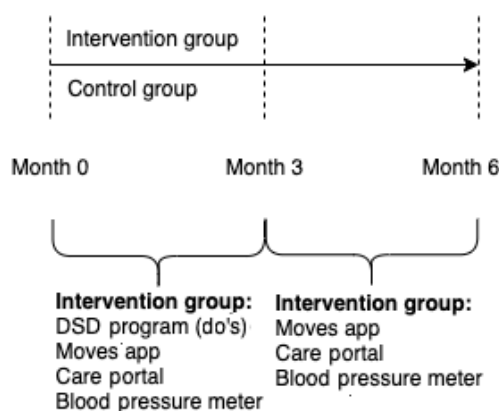 Intervention group
Control group
Month 0 Month 3 Month 6
Intervention group:
DSD program (do's)
Moves app
Care portal
Blood pressure meter
Intervention group:
Moves app
Care portal
Blood pressure meter